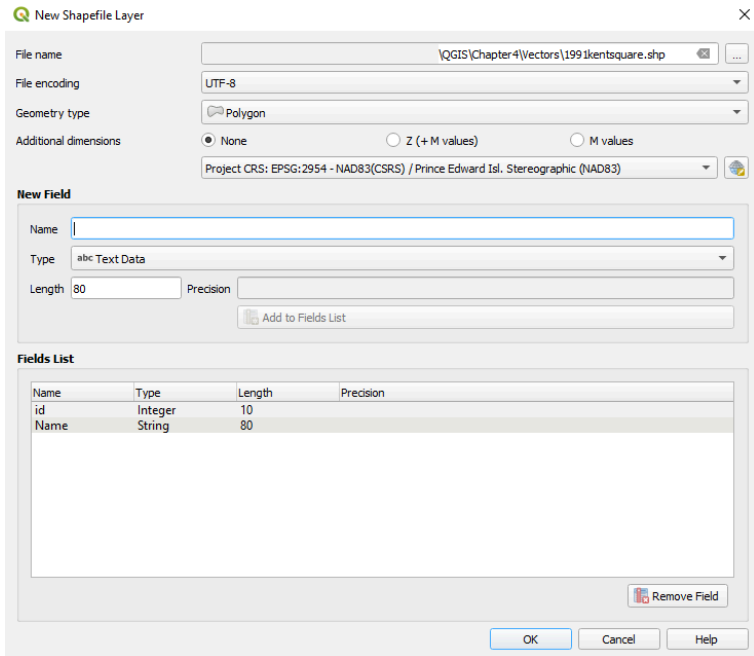 New Shapefile Layer
File name \QGIS\Chapter4\Vectors\1991kentsquare.shp ...
File encoding UTF-8
Geometry type Polygon
Additional dimensions None Z (+ M values) M values
Project CRS: EPSG:2954 - NAD83(CSRS) / Prince Edward Isl. Stereographic (NAD83)
New Field
Name
Type abc Text Data
Length 80 Precision
Add to Fields List
Fields List
Name Type Length Precision
id Integer 10
Name String 80
Remove Field
OK Cancel Help